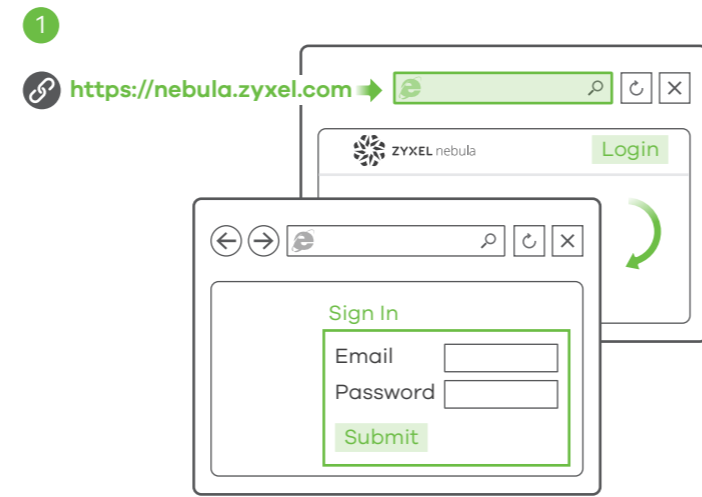 1
https://nebula.zyxel.com
ZYXEL nebula
Login
Sign In
Email
Password
Submit